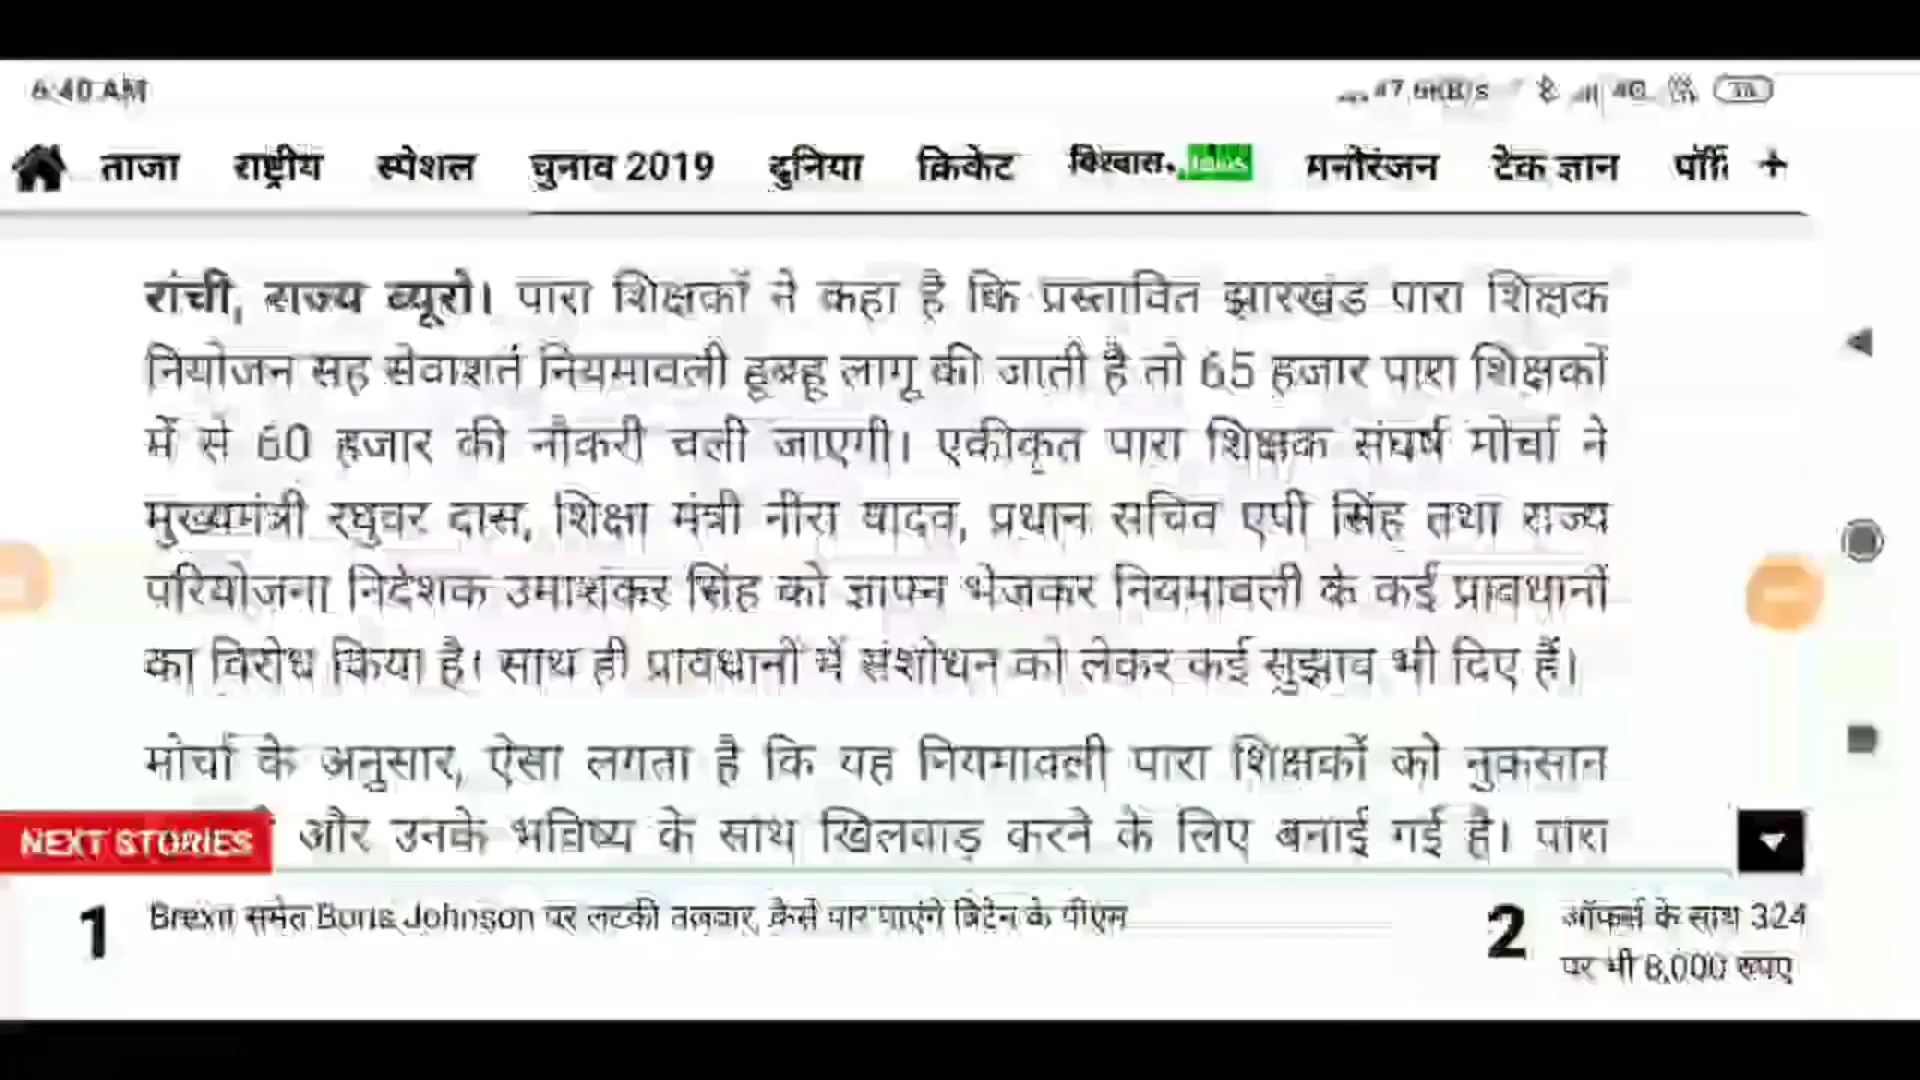 6:40 AM
ताजा राष्ट्रीय स्पेशल चुनाव 2019 दुनिया क्रिकेट विश्वास. मनोरंजन टेक ज्ञान पॉलि +
रांची, राज्य ब्यूरो। पारा शिक्षकों ने कहा है कि प्रस्तावित झारखंड पारा शिक्षक
नियोजन सह सेवाशर्त नियमावली हूबहू लागू की जाती है तो 65 हजार पारा शिक्षकों
में से 60 हजार की नौकरी चली जाएगी। एकीकृत पारा शिक्षक संघर्ष मोर्चा ने
मुख्यमंत्री रघुवर दास, शिक्षा मंत्री नीरा यादव, प्रधान सचिव एपी सिंह तथा राज्य
परियोजना निदेशक उमाशंकर सिंह को ज्ञापन भेजकर नियमावली के कई प्रावधानों
का विरोध किया है। साथ ही प्रावधानों में संशोधन को लेकर कई सुझाव भी दिए हैं।
मोर्चा के अनुसार, ऐसा लगता है कि यह नियमावली पारा शिक्षकों को नुकसान
और उनके भविष्य के साथ खिलवाड़ करने के लिए बनाई गई है। पारा
NEXT STORIES
1 Brexit समेत Boris Johnson पर लटकी तलवार, कैसे पार पाएंगे ब्रिटेन के पीएम
2 ऑफर्स के साथ 324
पर भी 8,000 रुपए